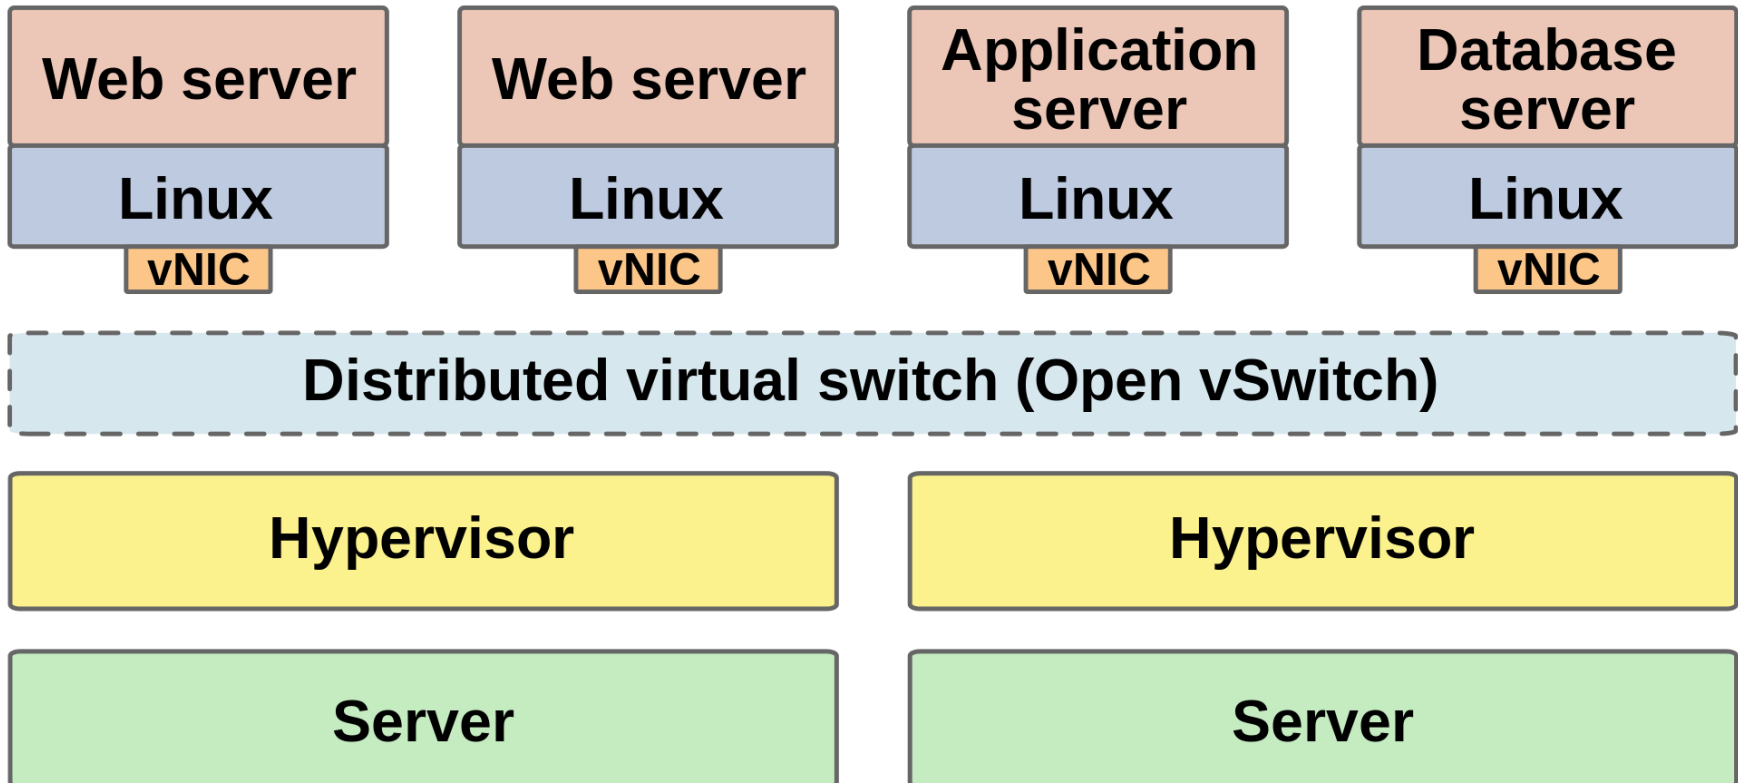 Web server
Web server
Application
server
Database
server
Linux
Linux
Linux
Linux
vNIC
vNIC
vNIC
vNIC
Distributed virtual switch (Open vSwitch)
Hypervisor
Hypervisor
Server
Server